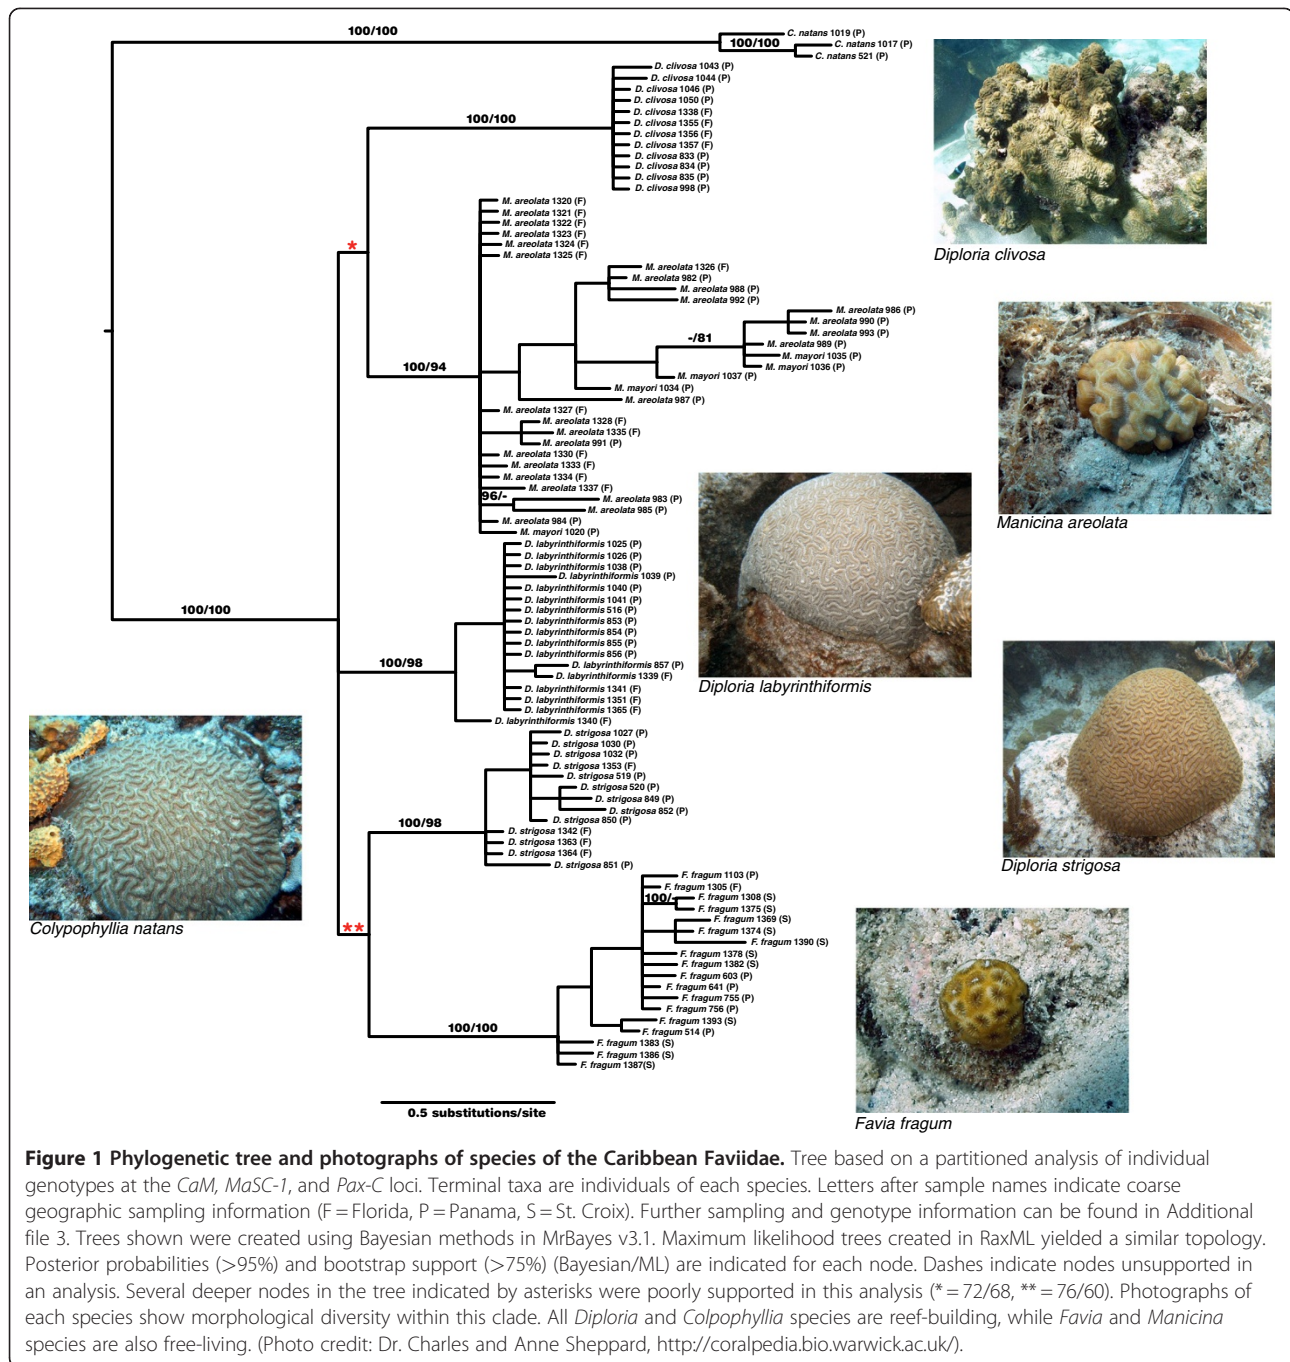 100/100
C. natans 1019 (P)
100/100
C. natans 1017 (P)
C. natans 521 (P)
D. clivosa 1043 (P)
D. clivosa 1044 (P)
D. clivosa 1046 (P)
D. clivosa 1050 (P)
D. clivosa 1338 (F)
D. clivosa 1355 (F)
100/100
D. clivosa 1356 (F)
D. clivosa 1357 (F)
D. clivosa 833 (P)
D. clivosa 834 (P)
D. clivosa 835 (P)
D. clivosa 998 (P)
M. areolata 1320 (F)
M. areolata 1321 (F)
M. areolata 1322 (F)
M. areolata 1323 (F)
*
M. areolata 1324 (F)
M. areolata 1325 (F)
Diploria clivosa
M. areolata 1326 (F)
M. areolata 982 (P)
M. areolata 988 (P)
M. areolata 992 (P)
M. areolata 986 (P)
M. areolata 990 (P)
M. areolata 993 (P)
-/81
M. areolata 989 (P)
M. mayori 1035 (P)
M. mayori 1036 (P)
100/94
M. mayori 1037 (P)
M. mayori 1034 (P)
M. areolata 987 (P)
M. areolata 1327 (F)
M. areolata 1328 (F)
M. areolata 1335 (F)
M. areolata 991 (P)
M. areolata 1330 (F)
M. areolata 1333 (F)
M. areolata 1334 (F)
M. areolata 1337 (F)
96/-
M. areolata 983 (P)
M. areolata 985 (P)
M. areolata 984 (P)
M. mayori 1020 (P)
Manicina areolata
D. labyrinthiformis 1025 (P)
D. labyrinthiformis 1026 (P)
D. labyrinthiformis 1038 (P)
D. labyrinthiformis 1039 (P)
D. labyrinthiformis 1040 (P)
D. labyrinthiformis 1041 (P)
100/100
D. labyrinthiformis 516 (P)
D. labyrinthiformis 853 (P)
D. labyrinthiformis 854 (P)
D. labyrinthiformis 855 (P)
D. labyrinthiformis 856 (P)
100/98
D. labyrinthiformis 857 (P)
D. labyrinthiformis 1339 (F)
D. labyrinthiformis 1341 (F)
D. labyrinthiformis 1351 (F)
D. labyrinthiformis 1365 (F)
D. labyrinthiformis 1340 (F)
Diploria labyrinthiformis
D. strigosa 1027 (P)
D. strigosa 1030 (P)
D. strigosa 1032 (P)
D. strigosa 1353 (F)
D. strigosa 519 (P)
D. strigosa 520 (P)
D. strigosa 849 (P)
D. strigosa 852 (P)
D. strigosa 850 (P)
100/98
D. strigosa 1342 (F)
D. strigosa 1363 (F)
D. strigosa 1364 (F)
D. strigosa 851 (P)
Diploria strigosa
F. fragum 1103 (P)
F. fragum 1305 (F)
100/-
F. fragum 1308 (S)
F. fragum 1375 (S)
F. fragum 1369 (S)
**
F. fragum 1374 (S)
Colypophyllia natans
F. fragum 1390 (S)
F. fragum 1378 (S)
F. fragum 1382 (S)
F. fragum 603 (P)
F. fragum 641 (P)
F. fragum 755 (P)
F. fragum 756 (P)
F. fragum 1393 (S)
100/100
F. fragum 514 (P)
F. fragum 1383 (S)
F. fragum 1386 (S)
F. fragum 1387(S)
0.5 substitutions/site
Favia fragum
Figure 1 Phylogenetic tree and photographs of species of the Caribbean Faviidae. Tree based on a partitioned analysis of individual
genotypes at the CaM, MaSC-1, and Pax-C loci. Terminal taxa are individuals of each species. Letters after sample names indicate coarse
geographic sampling information (F = Florida, P = Panama, S = St. Croix). Further sampling and genotype information can be found in Additional
file 3. Trees shown were created using Bayesian methods in MrBayes v3.1. Maximum likelihood trees created in RaxML yielded a similar topology.
Posterior probabilities (>95%) and bootstrap support (>75%) (Bayesian/ML) are indicated for each node. Dashes indicate nodes unsupported in
an analysis. Several deeper nodes in the tree indicated by asterisks were poorly supported in this analysis (* = 72/68, ** = 76/60). Photographs of
each species show morphological diversity within this clade. All Diploria and Colpophyllia species are reef-building, while Favia and Manicina
species are also free-living. (Photo credit: Dr. Charles and Anne Sheppard, http://coralpedia.bio.warwick.ac.uk/).